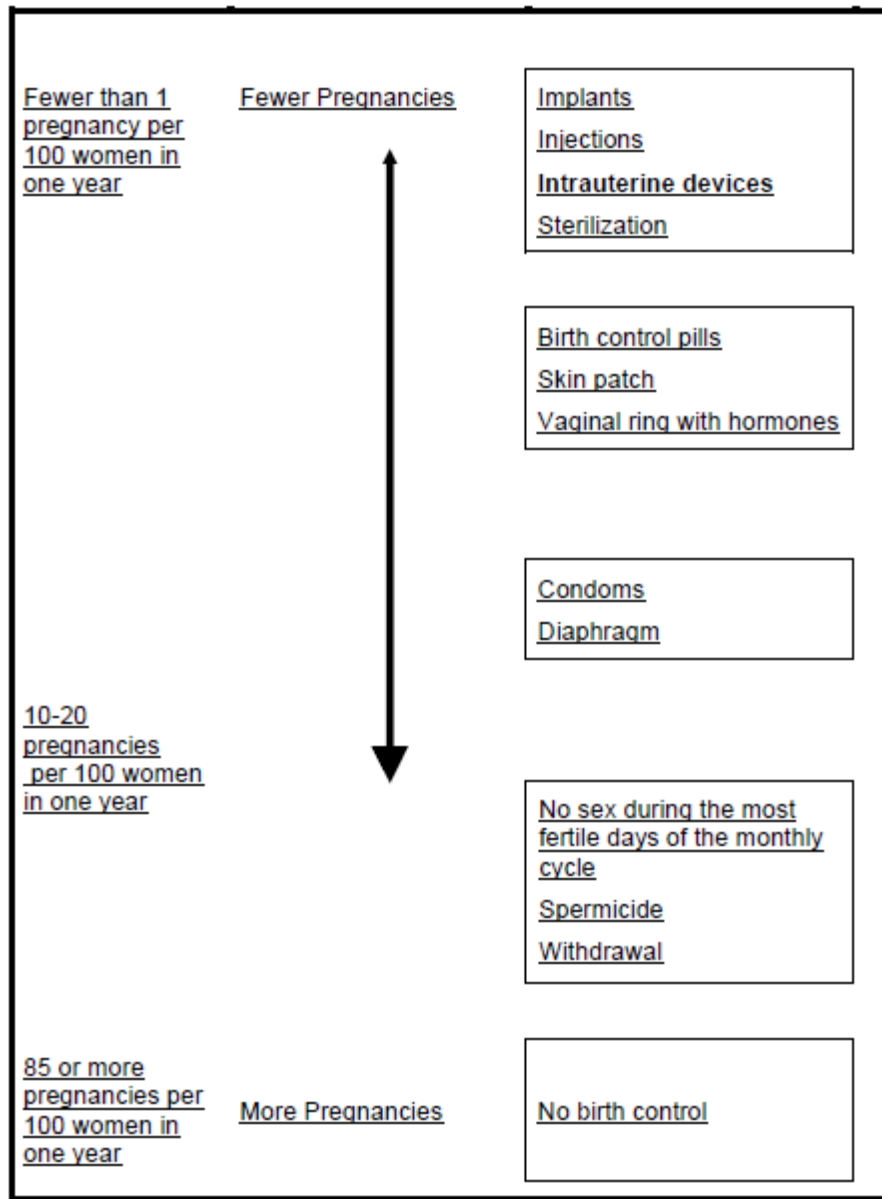 Fewer than 1
pregnancy per
100 women in
one year
Fewer Pregnancies
Implants
Injections
Intrauterine devices
Sterilization
Birth control pills
Skin patch
Vaginal ring with hormones
Condoms
Diaphragm
10-20
pregnancies
per 100 women
in one year
No sex during the most
fertile days of the monthly
cycle
Spermicide
Withdrawal
85 or more
pregnancies per
100 women in
one year
More Pregnancies
No birth control